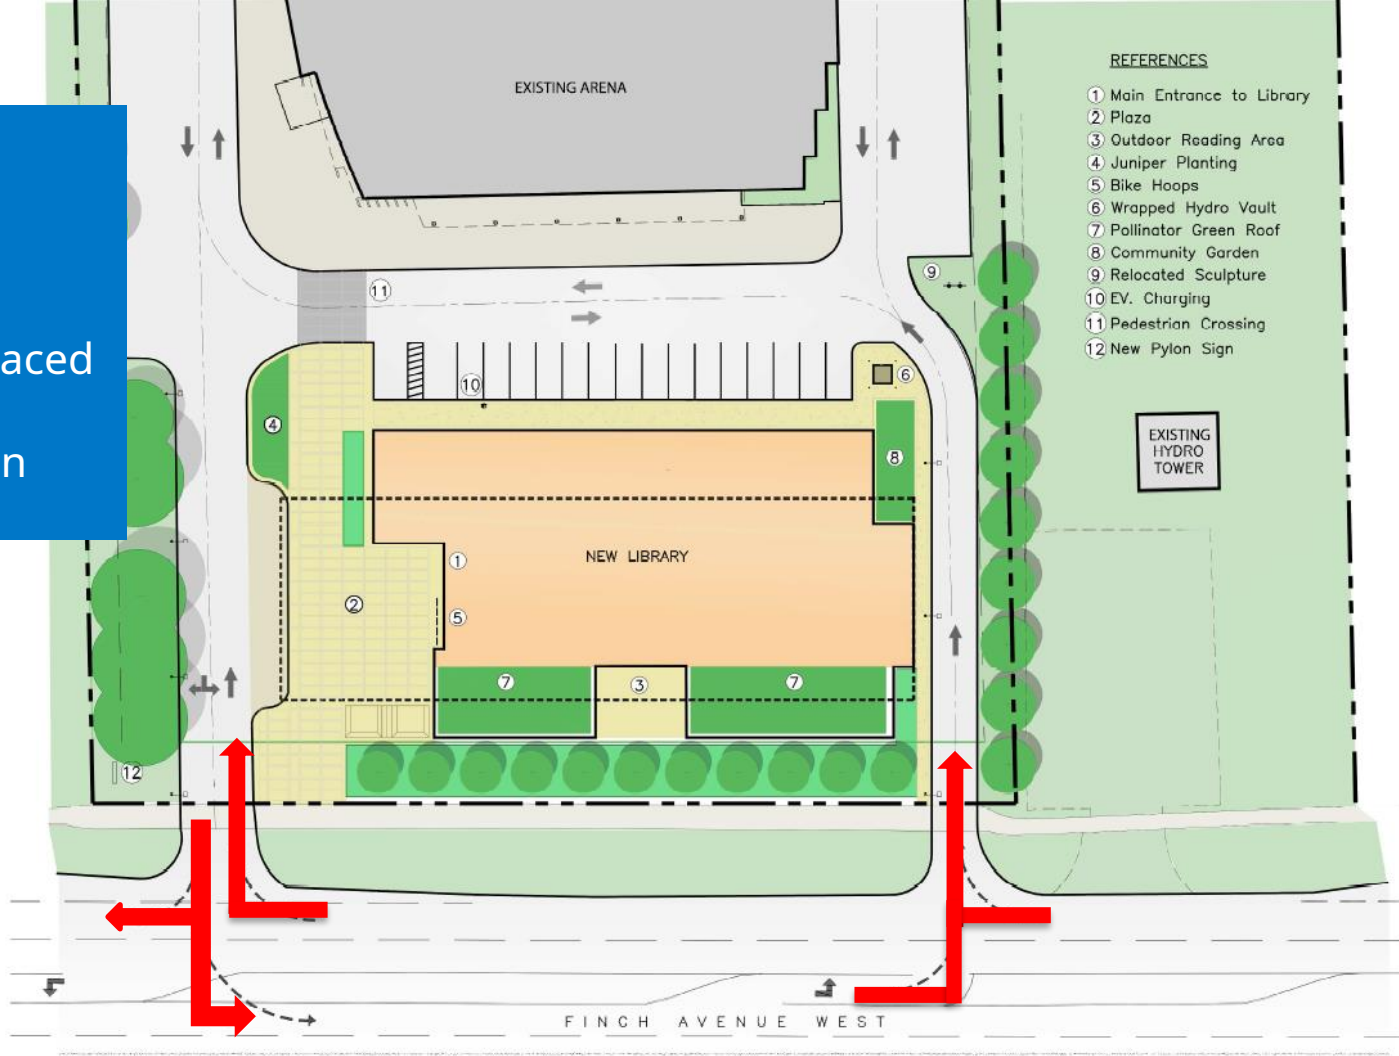 EXISTING ARENA
REFERENCES
1 Main Entrance to Library
2 Plaza
3 Outdoor Reading Area
4 Juniper Planting
5 Bike Hoops
6 Wrapped Hydro Vault
7 Pollinator Green Roof
8 Community Garden
9 Relocated Sculpture
10 EV. Charging
11 Pedestrian Crossing
12 New Pylon Sign
aced
n
9
11
10
6
4
8
EXISTING
HYDRO
TOWER
NEW LIBRARY
1
2
5
7
3
7
12
FINCH AVENUE WEST